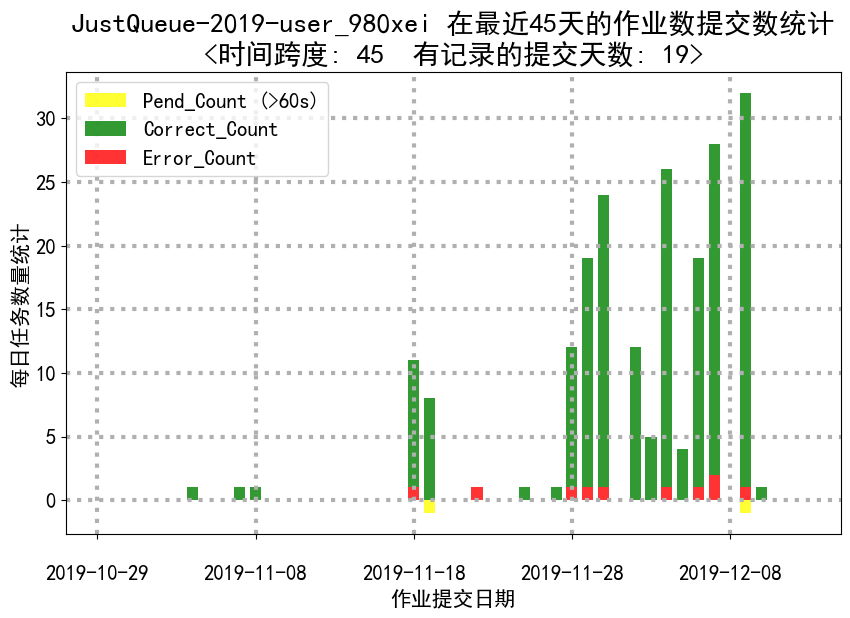 JustQueue-2019-user_980xei 在最近45天的作业数提交数统计
<时间跨度: 45 有记录的提交天数: 19>
Pend_Count (>60s)
Correct_Count
Error_Count
每日任务数量统计
30
25
20
15
10
5
0
2019-10-29
2019-11-08
2019-11-18
2019-11-28
2019-12-08
作业提交日期